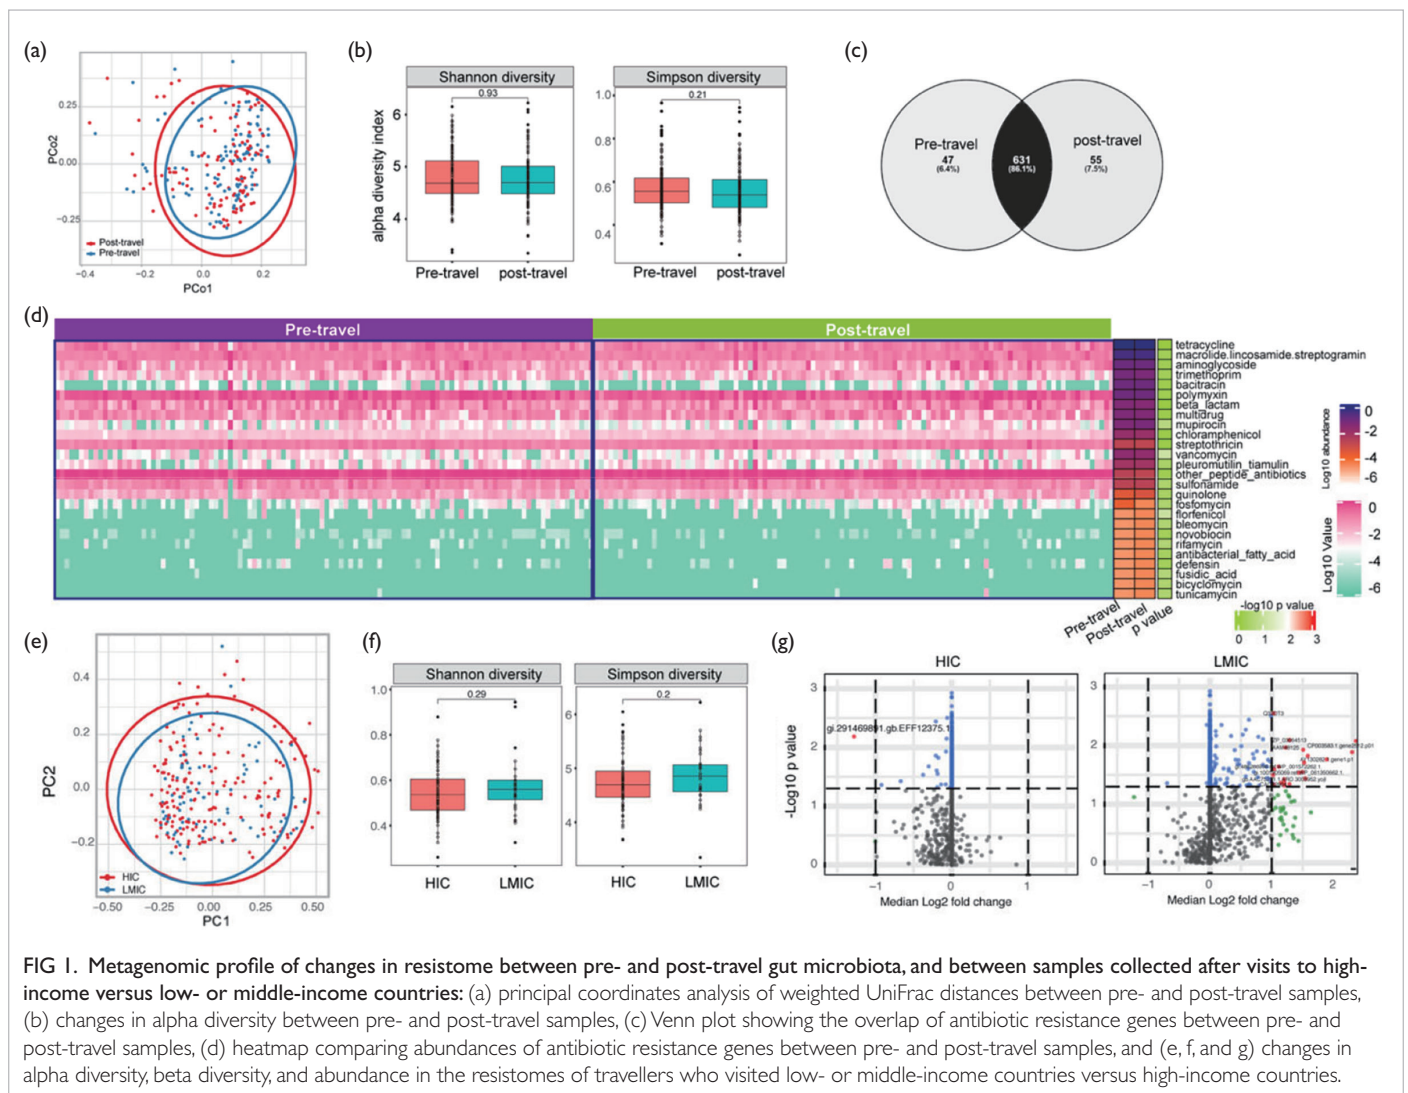 (a)
PCo2
0.25
0.00
−0.25
Post-travel
Pre-travel
−0.4
−0.2
0.0
0.2
PCo1
(b)
alpha diversity index
Shannon diversity
0.93
6
5
4
Pre-travel
post-travel
Simpson diversity
0.21
1.0
0.8
0.6
0.4
Pre-travel
post-travel
(c)
Pre-travel
47
(6.4%)
631
(86.1%)
post-travel
55
(7.5%)
(d)
Pre-travel
Post-travel
tetracycline
macrolide.lincosamide.streptogramin
aminoglycoside
trimethoprim
bacitracin
polymyxin
beta_lactam
multidrug
mupirocin
chloramphenicol
streptothricin
vancomycin
pleuromutilin_tiamulin
other_peptide_antibiotics
sulfonamide
quinolone
fosfomycin
florfenicol
bleomycin
novobiocin
rifamycin
antibacterial_fatty_acid
defensin
fusidic_acid
bicyclomycin
tunicamycin
Pre-travel
Post-travel
p value
Log10 abundance
0
-2
-4
-6
Log10 Value
0
-2
-4
-6
-log10 p value
0 1 2 3
(e)
PC2
0.4
0.2
0.0
−0.2
HIC
LMIC
−0.50
−0.25
0.00
0.25
0.50
PC1
(f)
Shannon diversity
0.29
1.0
0.8
0.6
0.4
HIC
LMIC
Simpson diversity
0.2
6
5
4
HIC
LMIC
(g)
HIC
-Log10 p value
3
2
1
0
gi.291469891.gb.EFF12375.1
−1
0
1
Median Log2 fold change
LMIC
3
2
1
0
−1
0
1
2
Median Log2 fold change
FIG 1. Metagenomic profile of changes in resistome between pre- and post-travel gut microbiota, and between samples collected after visits to high-
income versus low- or middle-income countries: (a) principal coordinates analysis of weighted UniFrac distances between pre- and post-travel samples,
(b) changes in alpha diversity between pre- and post-travel samples, (c) Venn plot showing the overlap of antibiotic resistance genes between pre- and
post-travel samples, (d) heatmap comparing abundances of antibiotic resistance genes between pre- and post-travel samples, and (e, f, and g) changes in
alpha diversity, beta diversity, and abundance in the resistomes of travellers who visited low- or middle-income countries versus high-income countries.